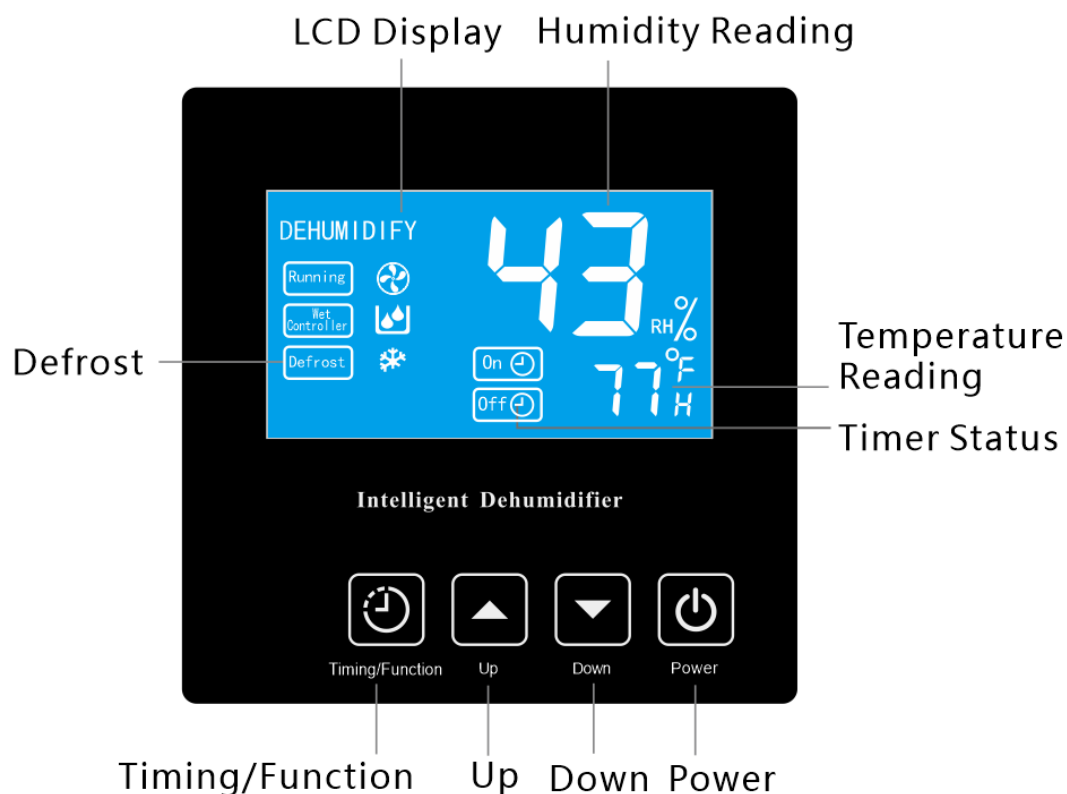 LCD Display
Humidity Reading
DEHUMIDIFY
43
Running
Wet
Controller
RH%
Defrost
Defrost
On
77°F
H
Temperature
Reading
Off
Timer Status
Intelligent Dehumidifier
Timing/Function
Up
Down
Power
Timing/Function
Up
Down
Power